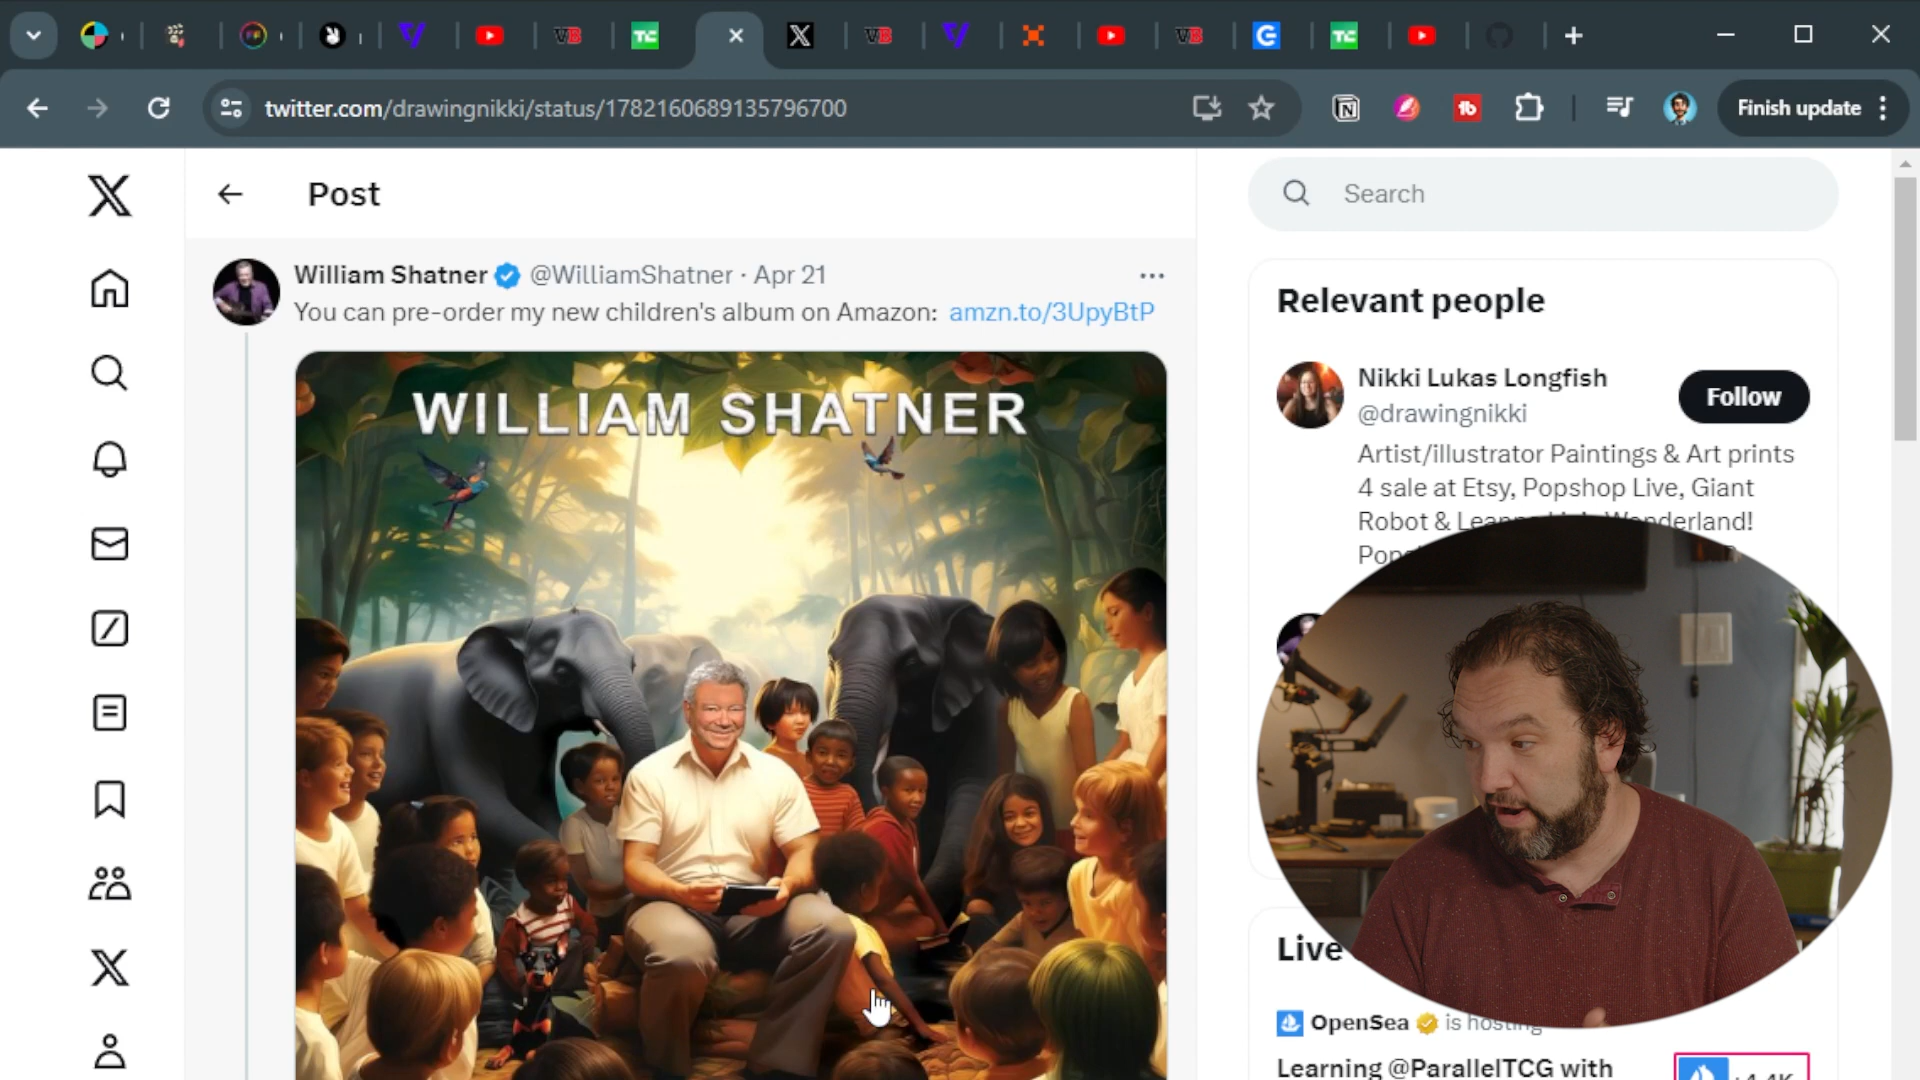 twitter.com/drawingnikki/status/1782160689135796700
Finish update
Post
Search
William Shatner @WilliamShatner · Apr 21
You can pre-order my new children's album on Amazon: amzn.to/3UpyBtP
WILLIAM SHATNER
Relevant people
Nikki Lukas Longfish
@drawingnikki
Follow
Artist/illustrator Paintings & Art prints
4 sale at Etsy, Popshop Live, Giant
Robot & Wonderland!
Live
OpenSea is hosting
Learning @ParallelTCG with